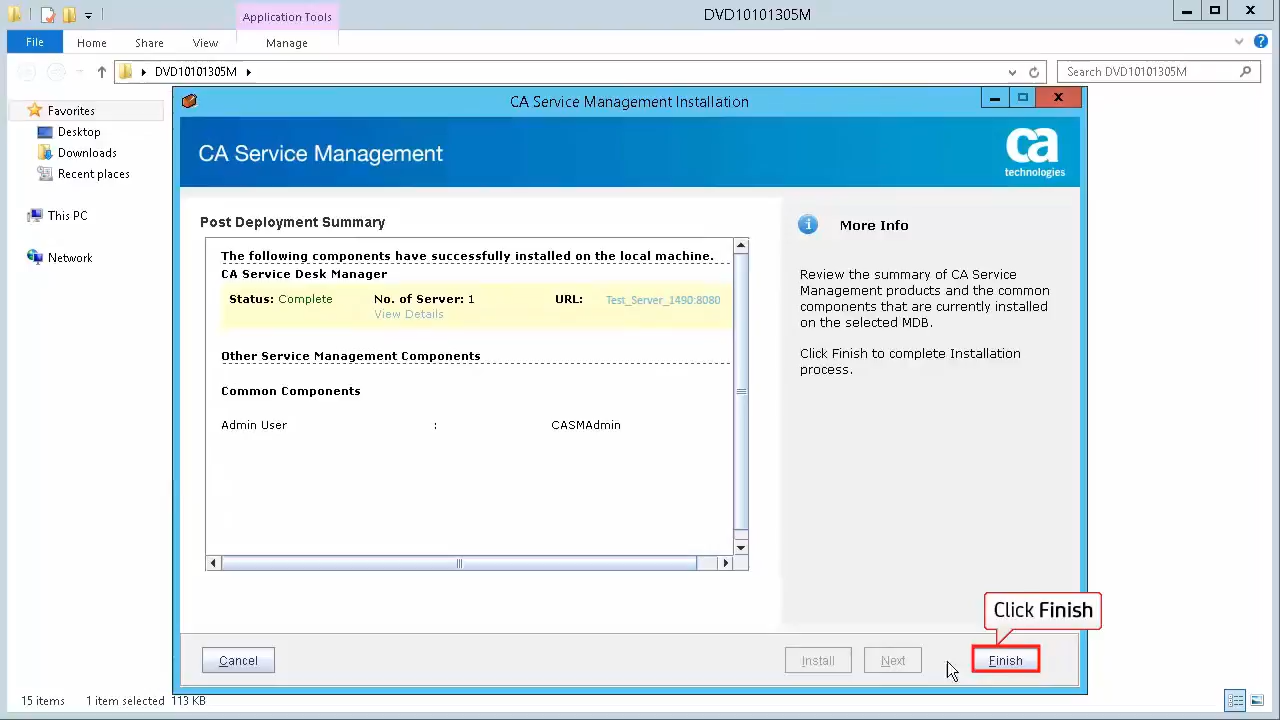 Application Tools
DVD10101305M
File
Home
Share
View
Manage
DVD10101305M
Search DVD10101305M
Favorites
Desktop
Downloads
Recent places
This PC
Network
CA Service Management Installation
CA Service Management
ca
technologies
Post Deployment Summary
The following components have successfully installed on the local machine.
CA Service Desk Manager
Status: Complete No. of Server: 1 URL: Test_Server_1490:8080
View Details
Other Service Management Components
Common Components
Admin User : CASMAdmin
More Info
Review the summary of CA Service
Management products and the common
components that are currently installed
on the selected MDB.
Click Finish to complete Installation
process.
Click Finish
Cancel
Install
Next
Finish
15 items 1 item selected 113 KB